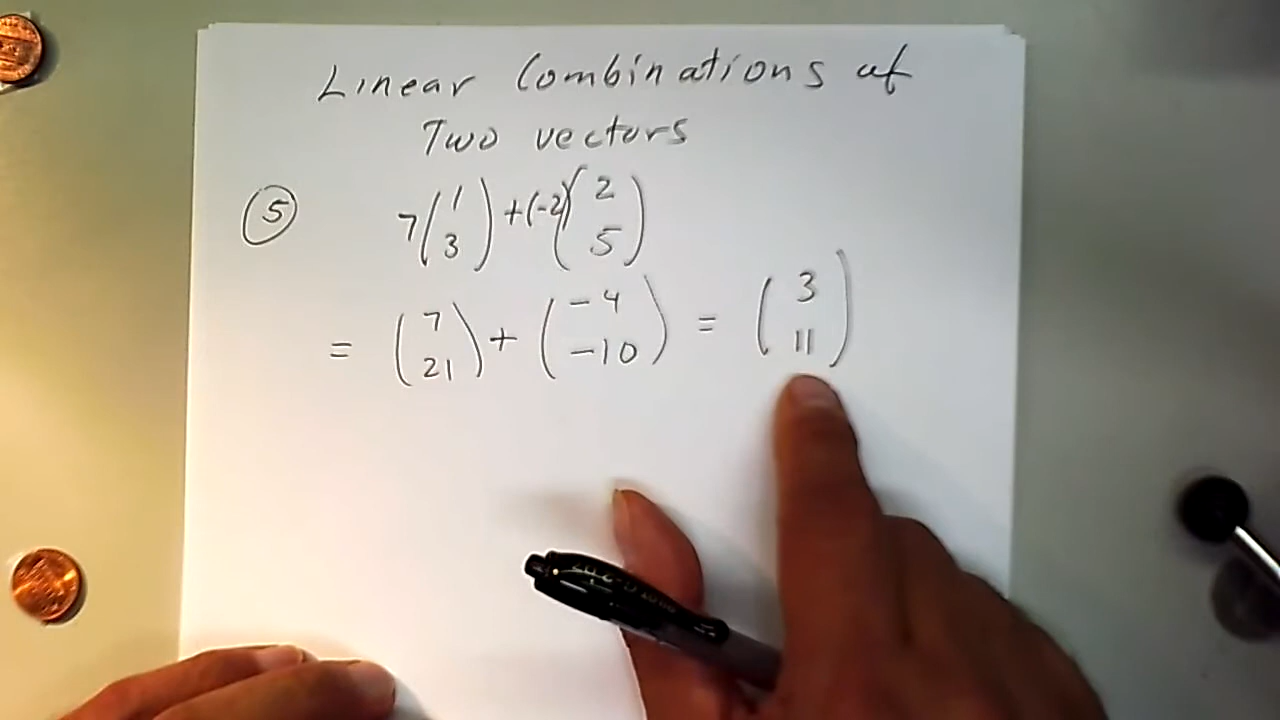 Linear Combinations of
Two vectors
5 7(1 3) + (-2)(2 5)
= (7 21) + (-4 -10) = (3 11)